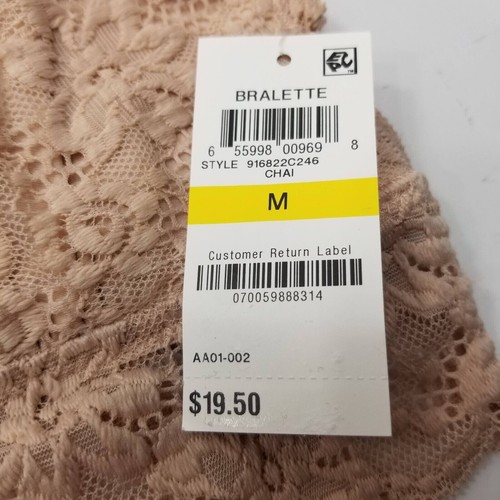 BRALETTE
6 55998 00969 8
STYLE 916822C246
CHAI
M
Customer Return Label
070059888314
AA01-002
$19.50